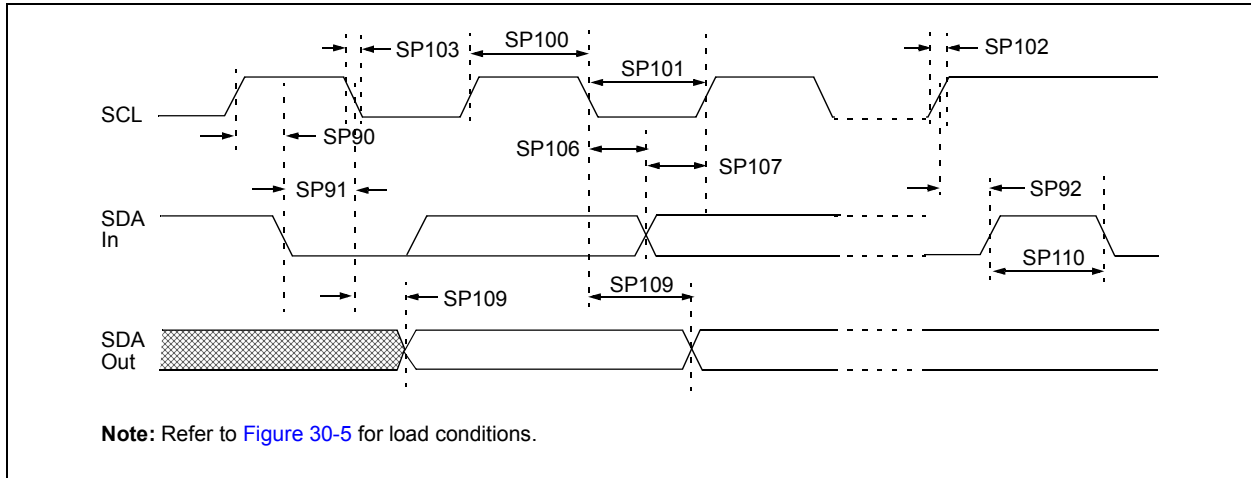 SP103
SP100
SP102
SP101
SCL
SP90
SP106
SP107
SP91
SP92
SDA
In
SP110
SP109
SP109
SDA
Out
Note: Refer to Figure 30-5 for load conditions.